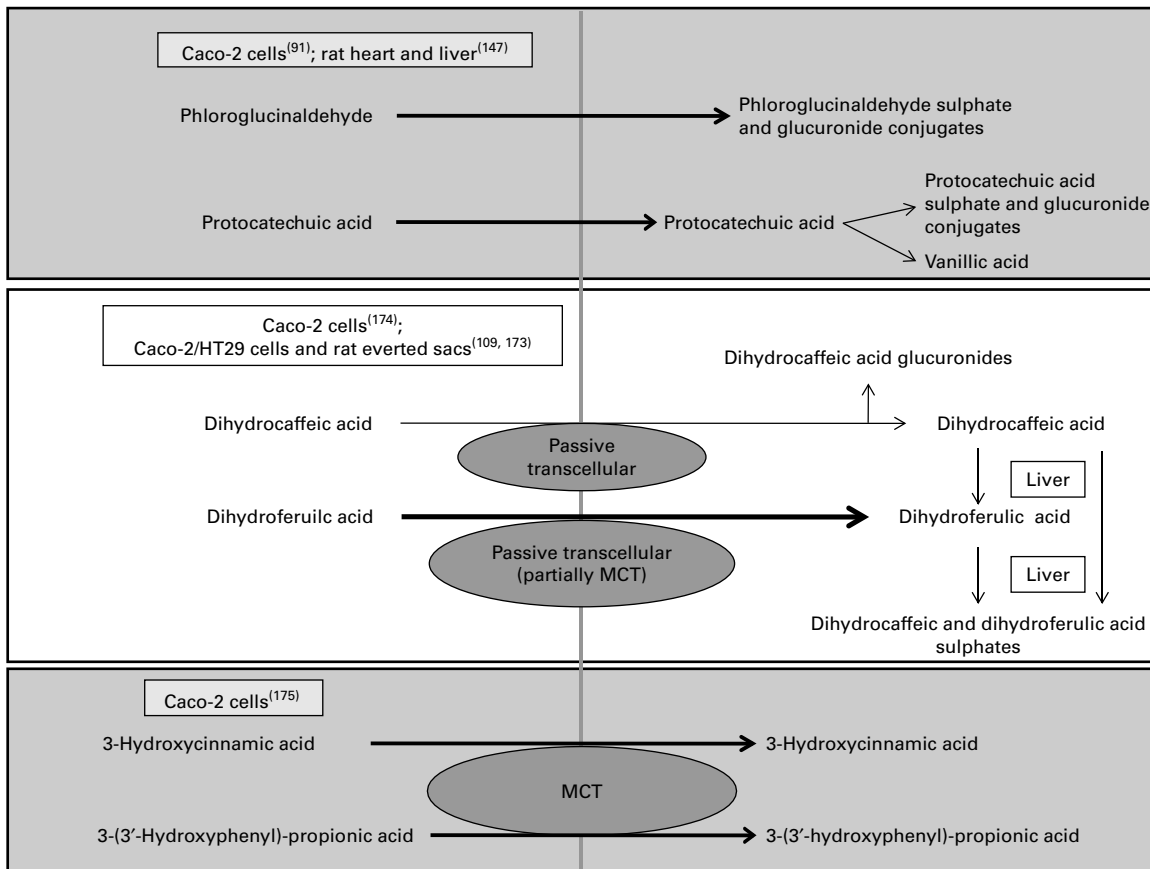 Caco-2 cells(91); rat heart and liver(147)
Phloroglucinaldehyde
Phloroglucinaldehyde sulphate
and glucuronide conjugates
Protocatechuic acid
Protocatechuic acid
Protocatechuic acid
sulphate and glucuronide
conjugates
Vanillic acid
Caco-2 cells(174);
Caco-2/HT29 cells and rat everted sacs(109, 173)
Dihydrocaffeic acid glucuronides
Dihydrocaffeic acid
Passive
transcellular
Dihydrocaffeic acid
Liver
Dihydroferuilc acid
Dihydroferulic acid
Passive transcellular
(partially MCT)
Liver
Dihydrocaffeic and dihydroferulic acid
sulphates
Caco-2 cells(175)
3-Hydroxycinnamic acid
3-Hydroxycinnamic acid
MCT
3-(3′-Hydroxyphenyl)-propionic acid
3-(3′-hydroxyphenyl)-propionic acid